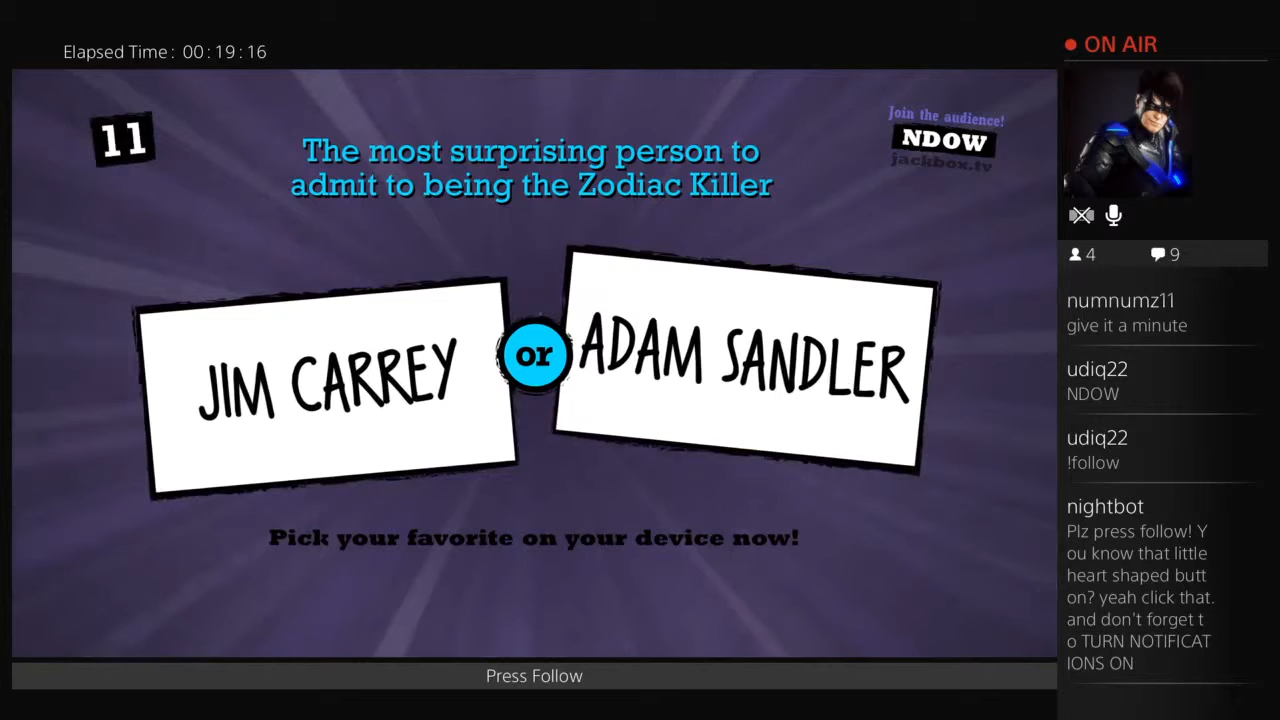 Elapsed Time: 00:19:16
ON AIR
11
The most surprising person to
admit to being the Zodiac Killer
Join the audience!
NDOW
jackbox.tv
JIM CARREY
or
ADAM SANDLER
Pick your favorite on your device now!
Press Follow
4
9
numnumz11
give it a minute
udiq22
NDOW
udiq22
!follow
nightbot
Plz press follow! Y
ou know that little
heart shaped butt
on? yeah click that.
and don't forget t
o TURN NOTIFICAT
IONS ON